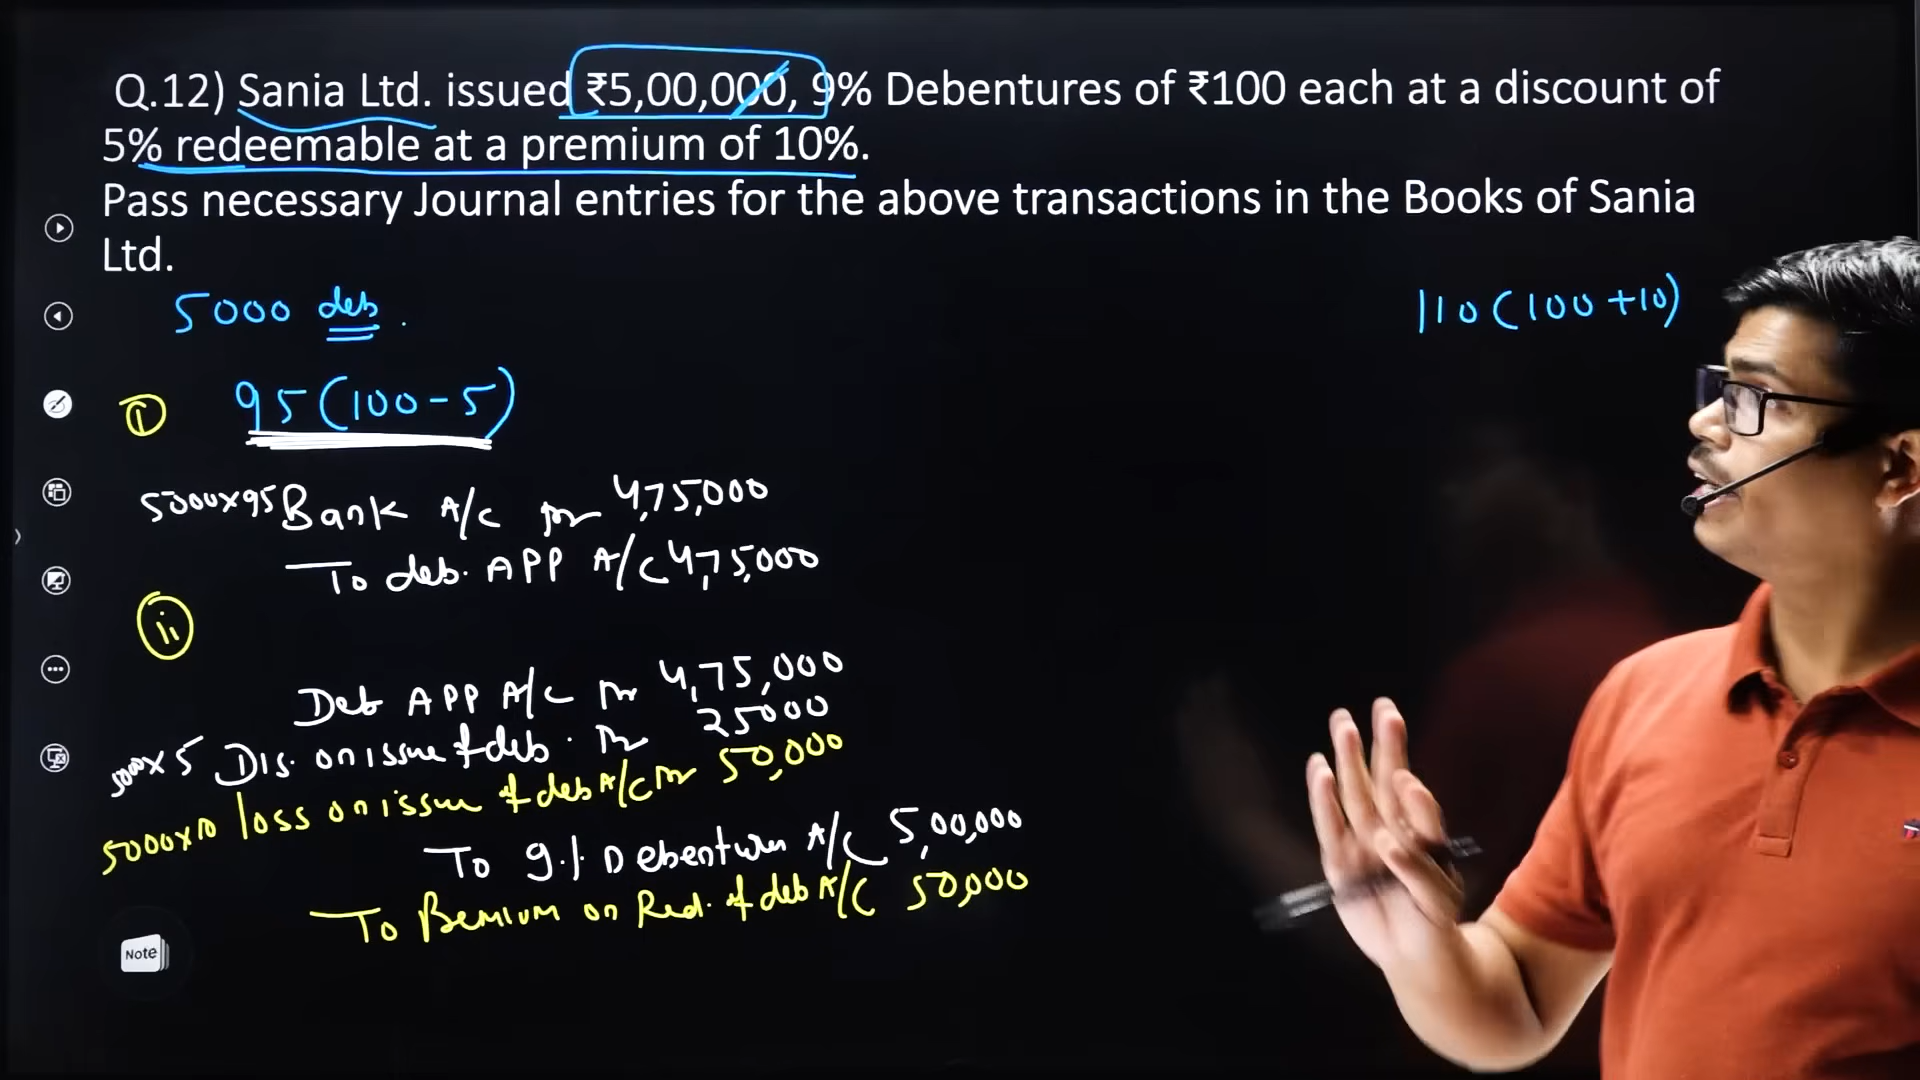 Q.12) Sania Ltd. issued ₹5,00,000, 9% Debentures of ₹100 each at a discount of
5% redeemable at a premium of 10%.
Pass necessary Journal entries for the above transactions in the Books of Sania
Ltd.
5000 deb.
110 (100+10)
i 95 (100-5)
5000x95 Bank A/c Dr 4,75,000
To deb. APP A/C 4,75,000
ii
Deb APP A/C Dr 4,75,000
5000x5 Dis. on issue of deb. Dr 25000
5000x10 loss on issue of deb A/C Dr 50,000
To 9% Debentures A/C 5,00,000
To Premium on Red. of deb A/C 50,000
Note